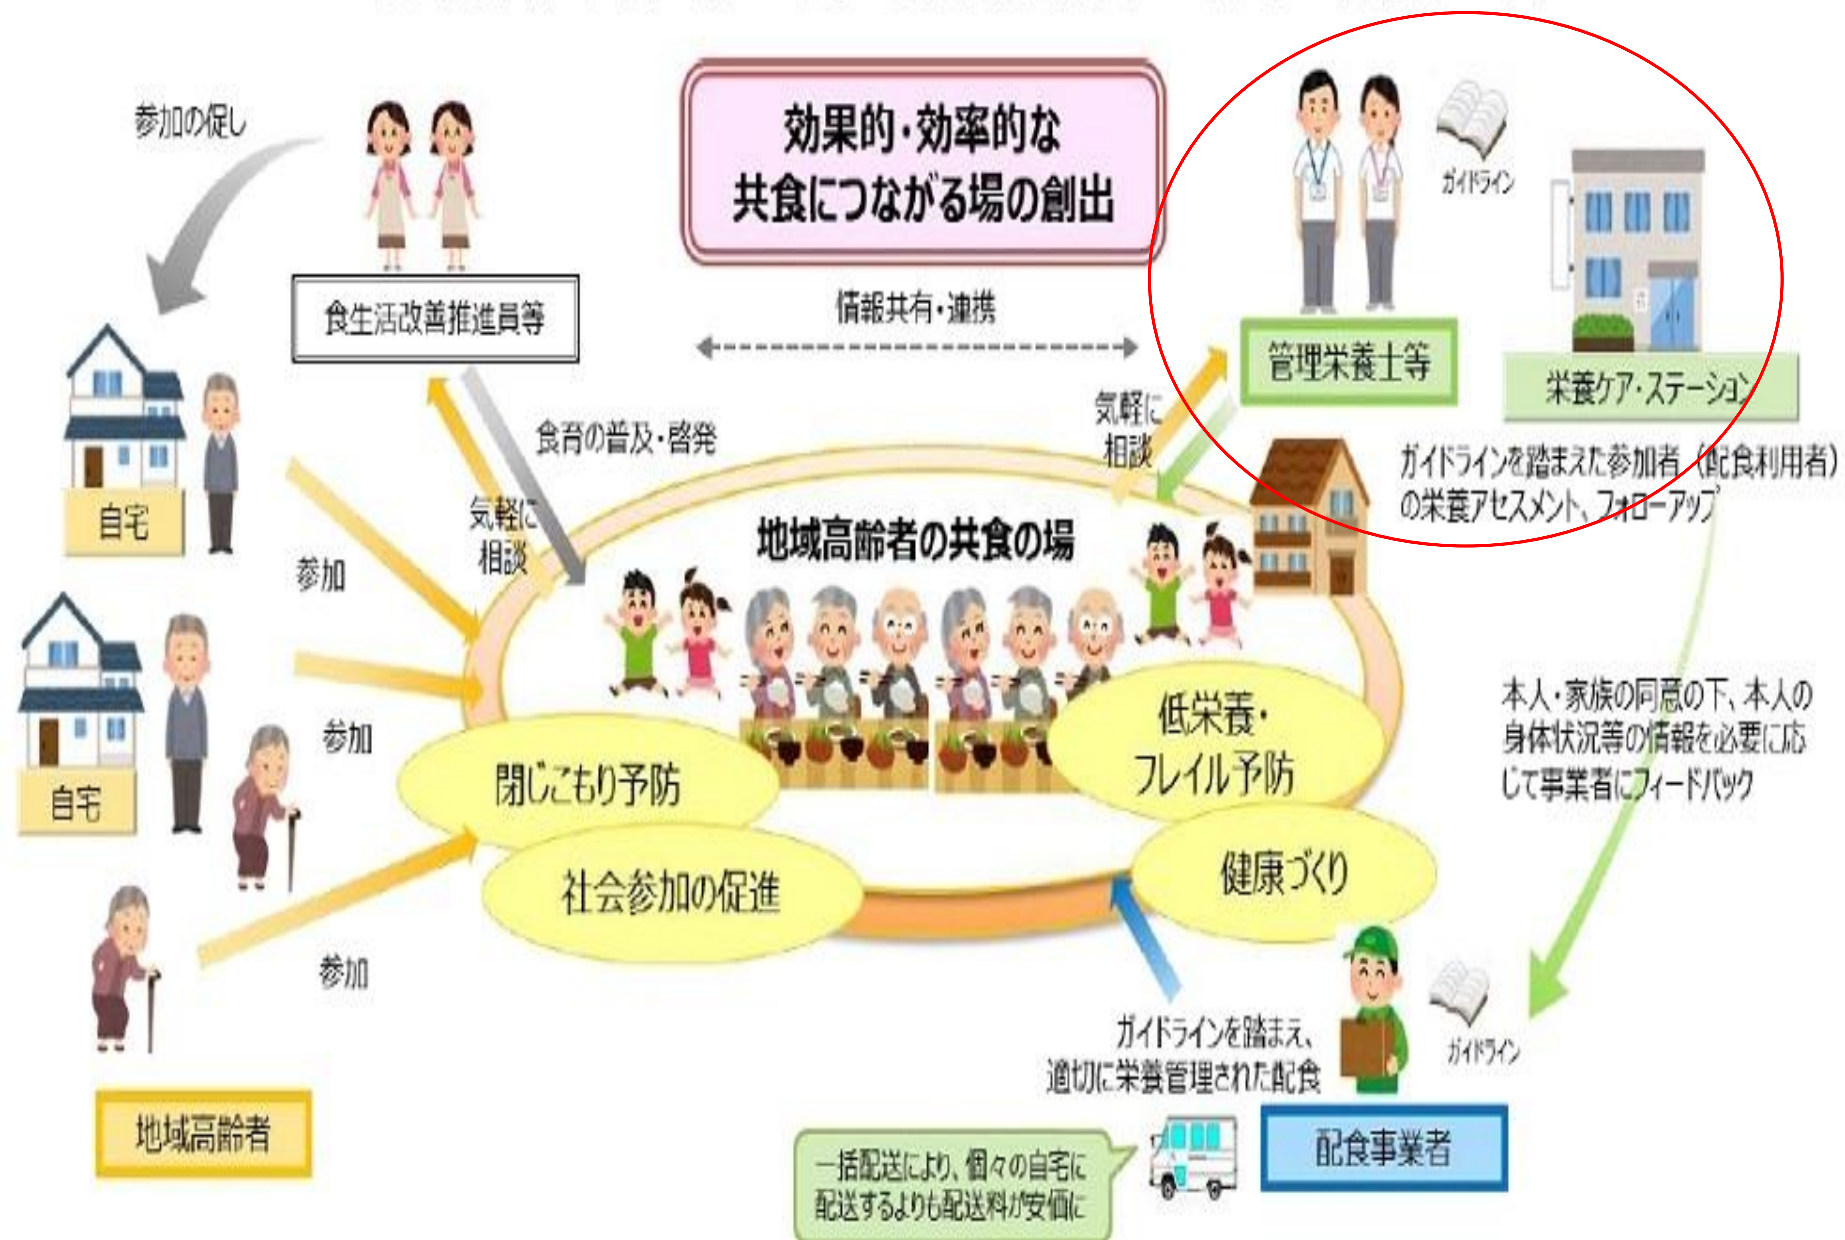 効果的・効率的な
共食につながる場の創出
参加の促し
食生活改善推進員等
情報共有・連携
ガイドライン
管理栄養士等
栄養ケア・ステーション
気軽に
相談
ガイドラインを踏まえた参加者（配食利用者）
の栄養アセスメント、フォローアップ
食育の普及・啓発
気軽に
相談
自宅
参加
地域高齢者の共食の場
自宅
参加
低栄養・
フレイル予防
本人・家族の同意の下、本人の
身体状況等の情報を必要に応
じて事業者にフィードバック
閉じこもり予防
社会参加の促進
健康づくり
参加
地域高齢者
ガイドラインを踏まえ、
適切に栄養管理された配食
ガイドライン
配食事業者
一括配送により、個々の自宅に
配送するよりも配送料が安価に